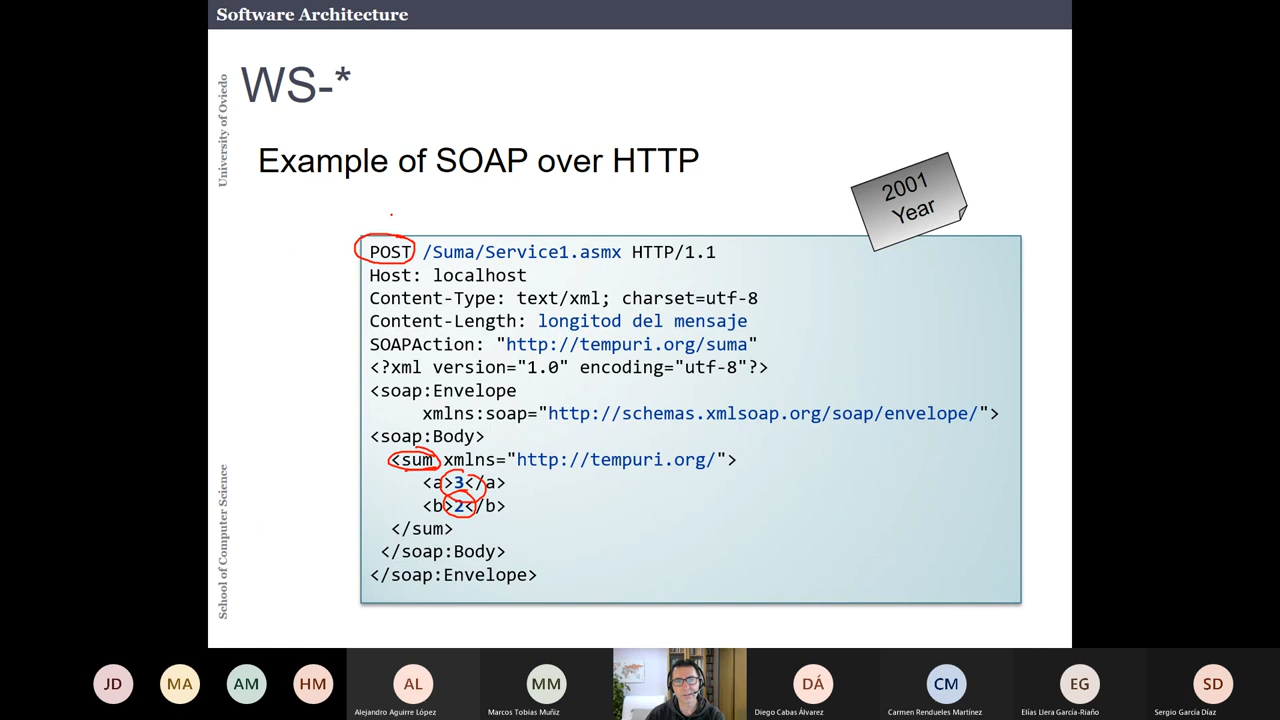 Software Architecture
University of Oviedo
WS-*
Example of SOAP over HTTP
2001
Year
POST /Suma/Service1.asmx HTTP/1.1
Host: localhost
Content-Type: text/xml; charset=utf-8
Content-Length: longitod del mensaje
SOAPAction: "http://tempuri.org/suma"
<?xml version="1.0" encoding="utf-8"?>
<soap:Envelope
xmlns:soap="http://schemas.xmlsoap.org/soap/envelope/">
<soap:Body>
<sum xmlns="http://tempuri.org/">
<a>3</a>
<b>2</b>
</sum>
</soap:Body>
</soap:Envelope>
School of Computer Science
JD
MA
AM
HM
AL
MM
DÁ
CM
EG
SD
Alejandro Aguirre López
Marcos Tobias Muñiz
Diego Cabas Álvarez
Carmen Rendueles Martínez
Elías Llera García-Riaño
Sergio García Díaz